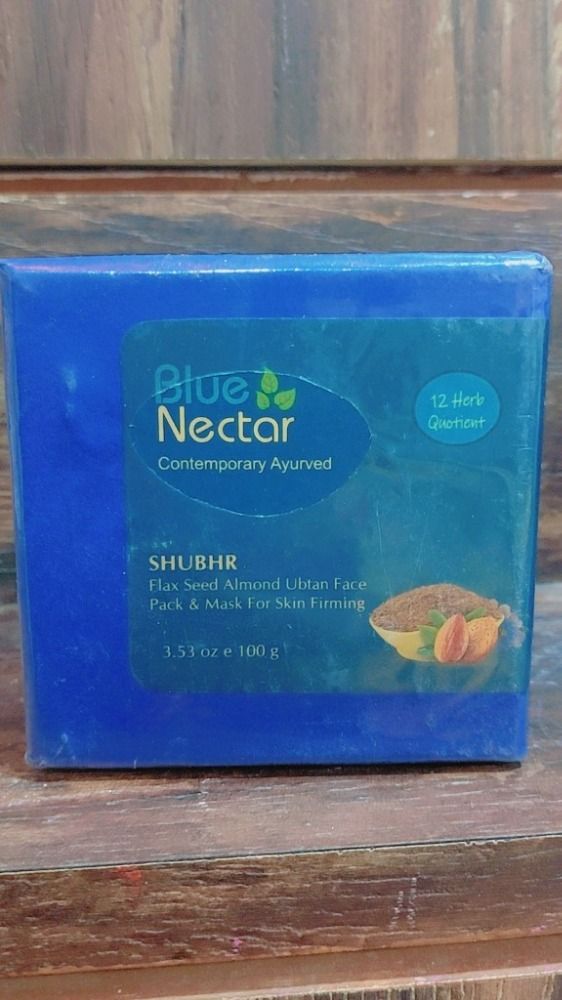 Blue
Nectar
Contemporary Ayurved
12 Herb
Quotient
SHUBHR
Flax Seed Almond Ubtan Face
Pack & Mask For Skin Firming
3.53 oz e 100 g